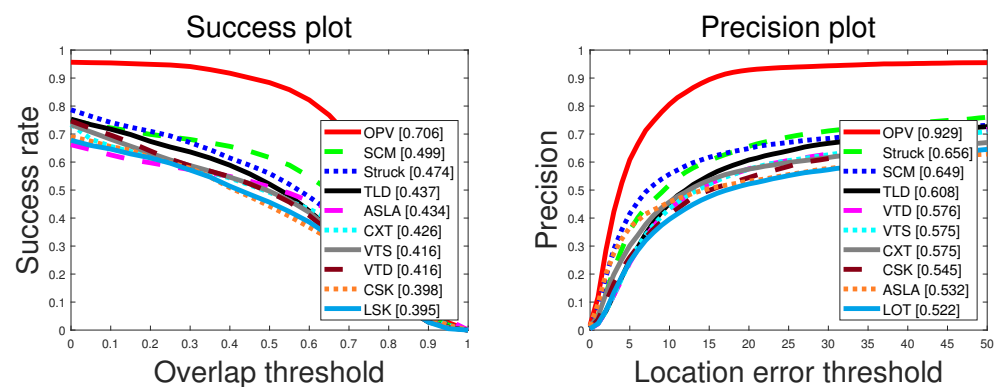 Success plot
Success rate
1
0.9
0.8
0.7
0.6
0.5
0.4
0.3
0.2
0.1
0
0 0.1 0.2 0.3 0.4 0.5 0.6 0.7 0.8 0.9 1
Overlap threshold
OPV [0.706]
SCM [0.499]
Struck [0.474]
TLD [0.437]
ASLA [0.434]
CXT [0.426]
VTS [0.416]
VTD [0.416]
CSK [0.398]
LSK [0.395]
Precision plot
Precision
1
0.9
0.8
0.7
0.6
0.5
0.4
0.3
0.2
0.1
0
0 5 10 15 20 25 30 35 40 45 50
Location error threshold
OPV [0.929]
Struck [0.656]
SCM [0.649]
TLD [0.608]
VTD [0.576]
VTS [0.575]
CXT [0.575]
CSK [0.545]
ASLA [0.532]
LOT [0.522]